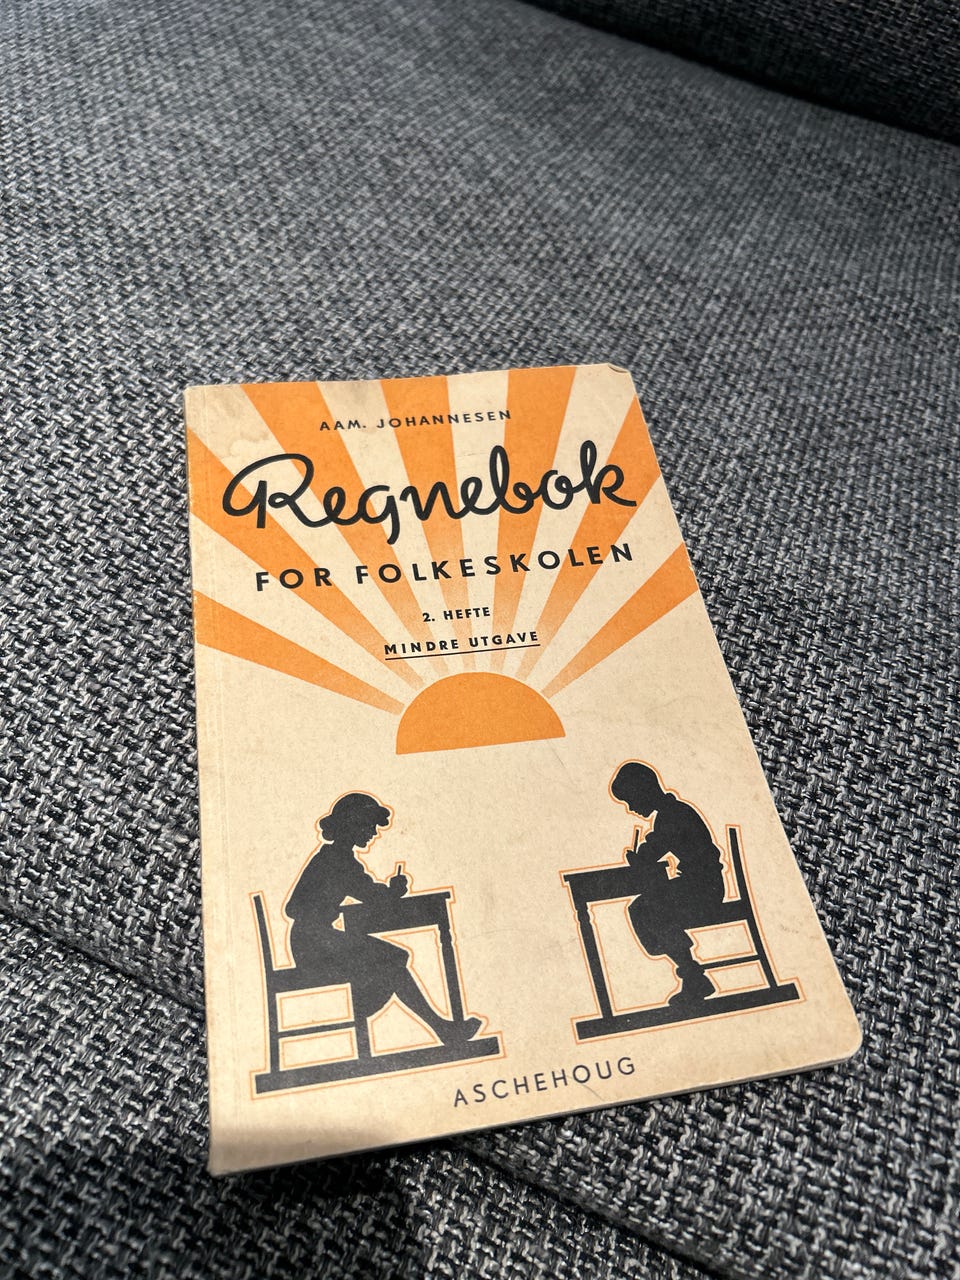 AAM. JOHANNESEN
Regnebok
FOR FOLKESKOLEN
2. HEFTE
MINDRE UTGAVE
ASCHEHOUG